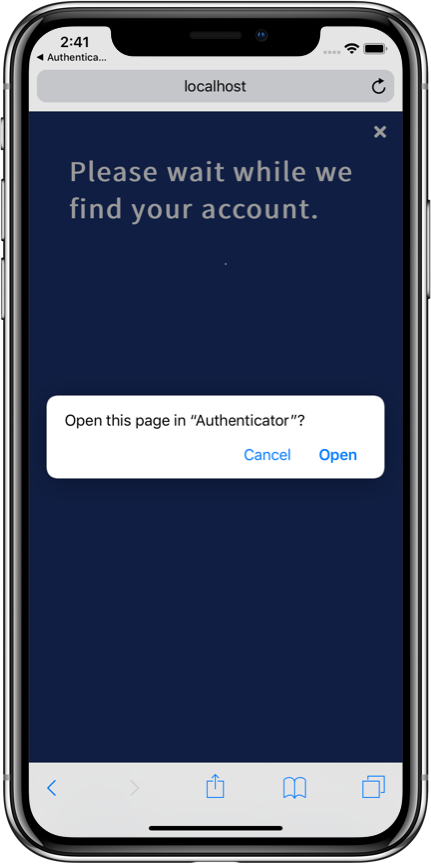 2:41
◀ Authentica...
localhost
Please wait while we
find your account.
Open this page in “Authenticator”?
Cancel
Open